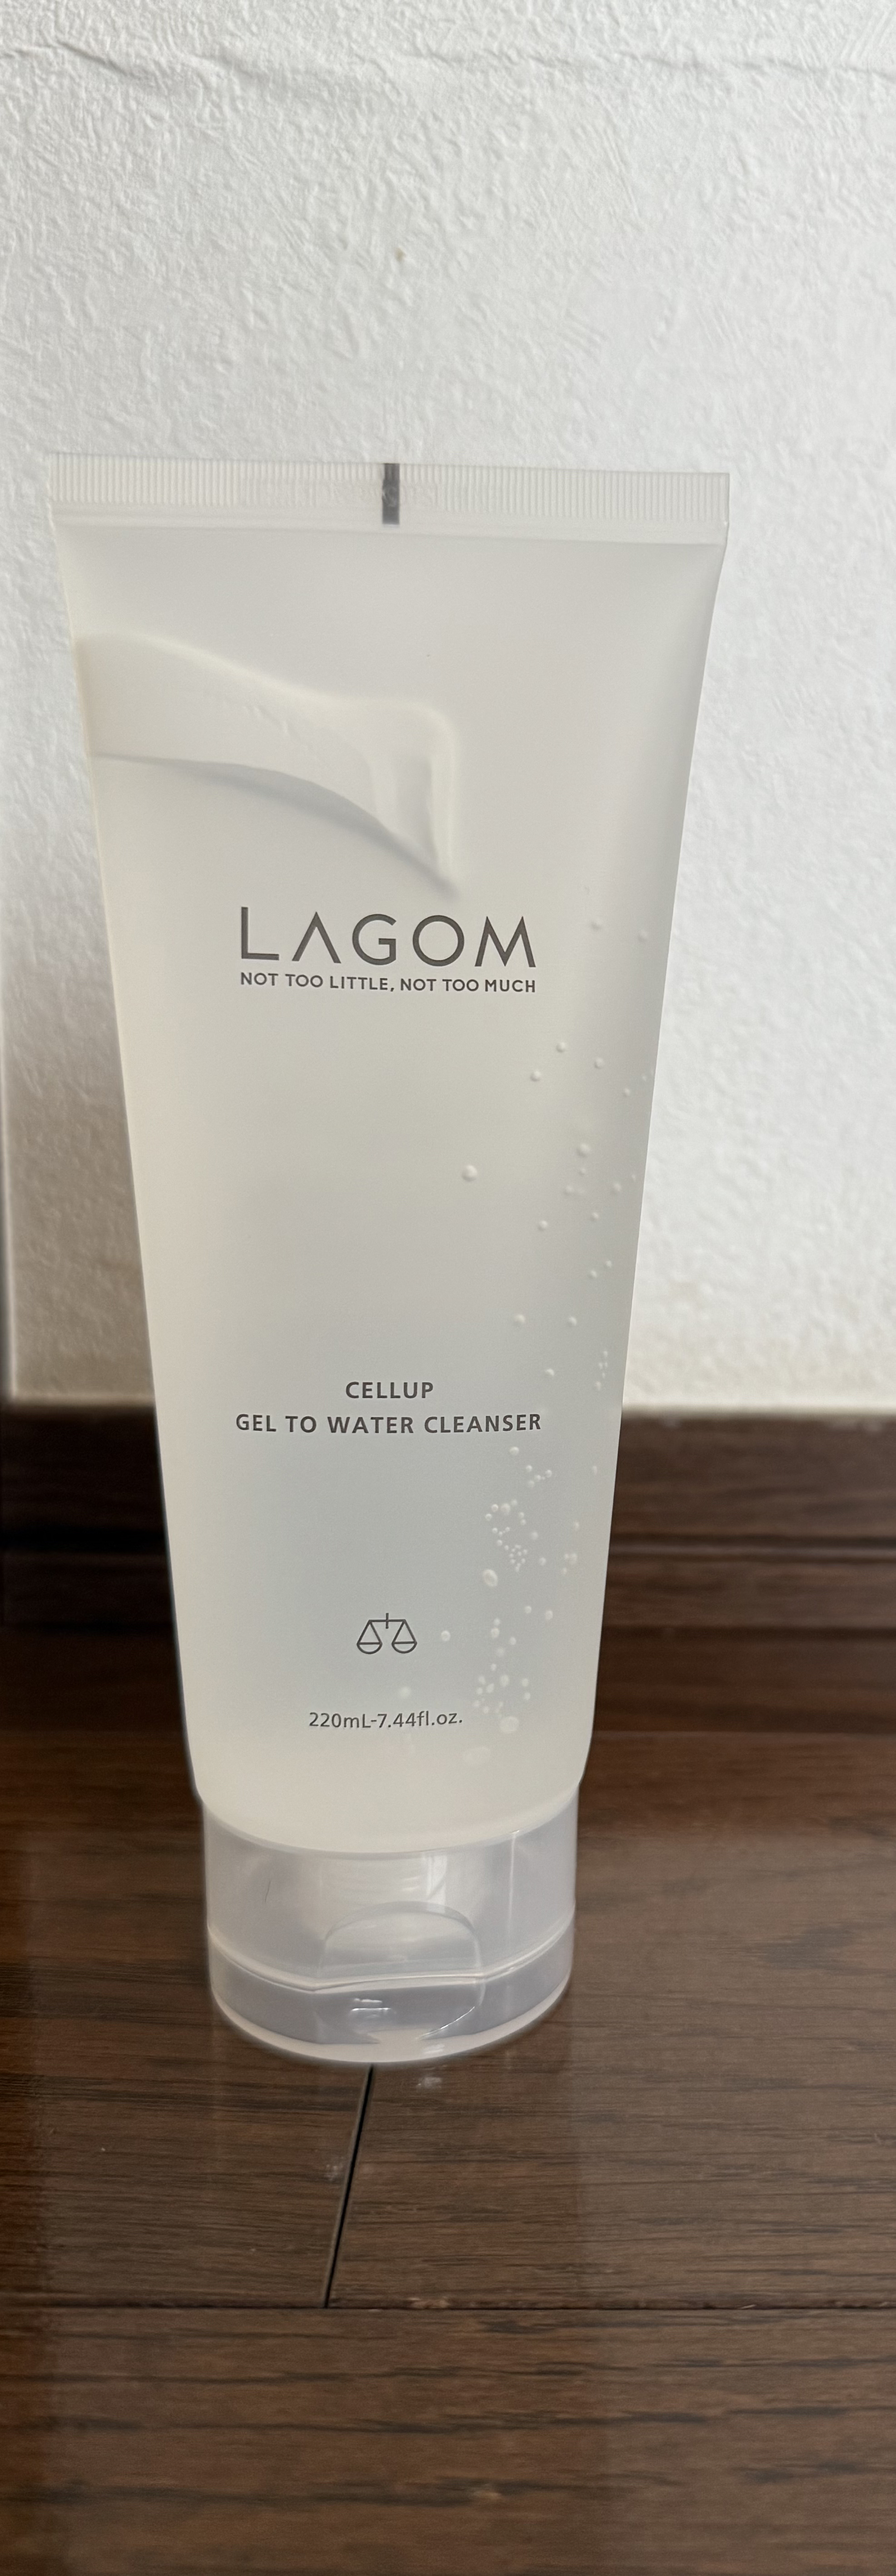 LAGOM
NOT TOO LITTLE, NOT TOO MUCH
CELLUP
GEL TO WATER CLEANSER
220mL-7.44fl.oz.